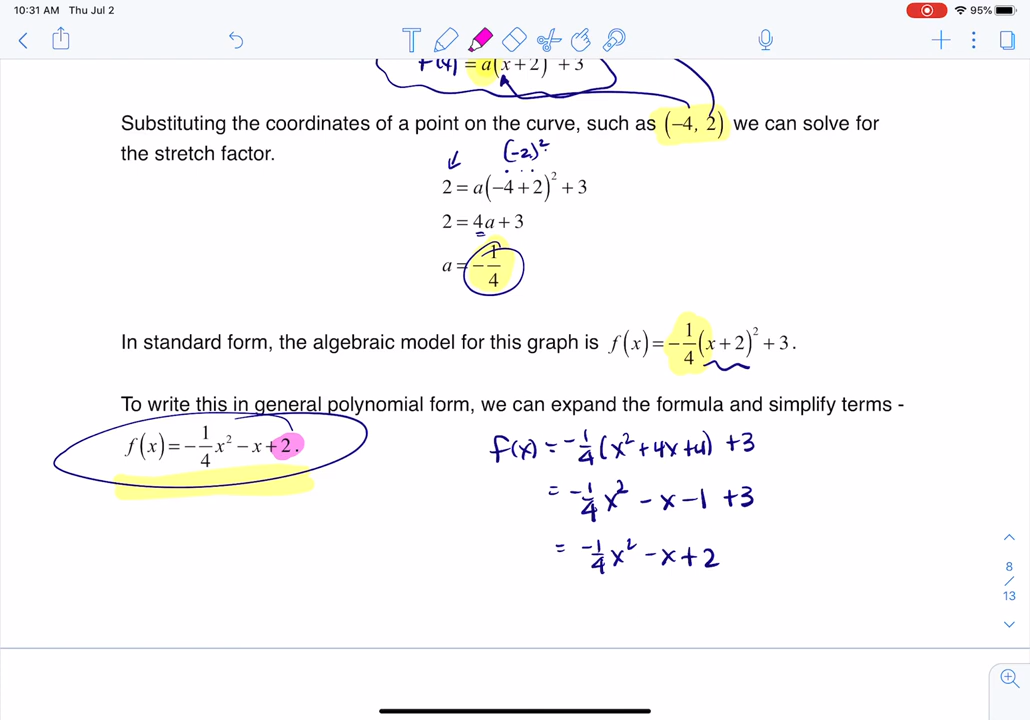 10:31 AM Thu Jul 2
95%
f(4) = a(x+2) + 3
Substituting the coordinates of a point on the curve, such as (−4, 2) we can solve for
the stretch factor.
(-2)²
2 = a(−4+2)² + 3
2 = 4a + 3
a = −1/4
In standard form, the algebraic model for this graph is f(x) = −1/4(x+2)² + 3.
To write this in general polynomial form, we can expand the formula and simplify terms -
f(x) = −1/4x² − x + 2.
f(x) = -1/4(x²+4x+4) +3
= -1/4x² - x - 1 + 3
= -1/4x² - x + 2
8
/
13